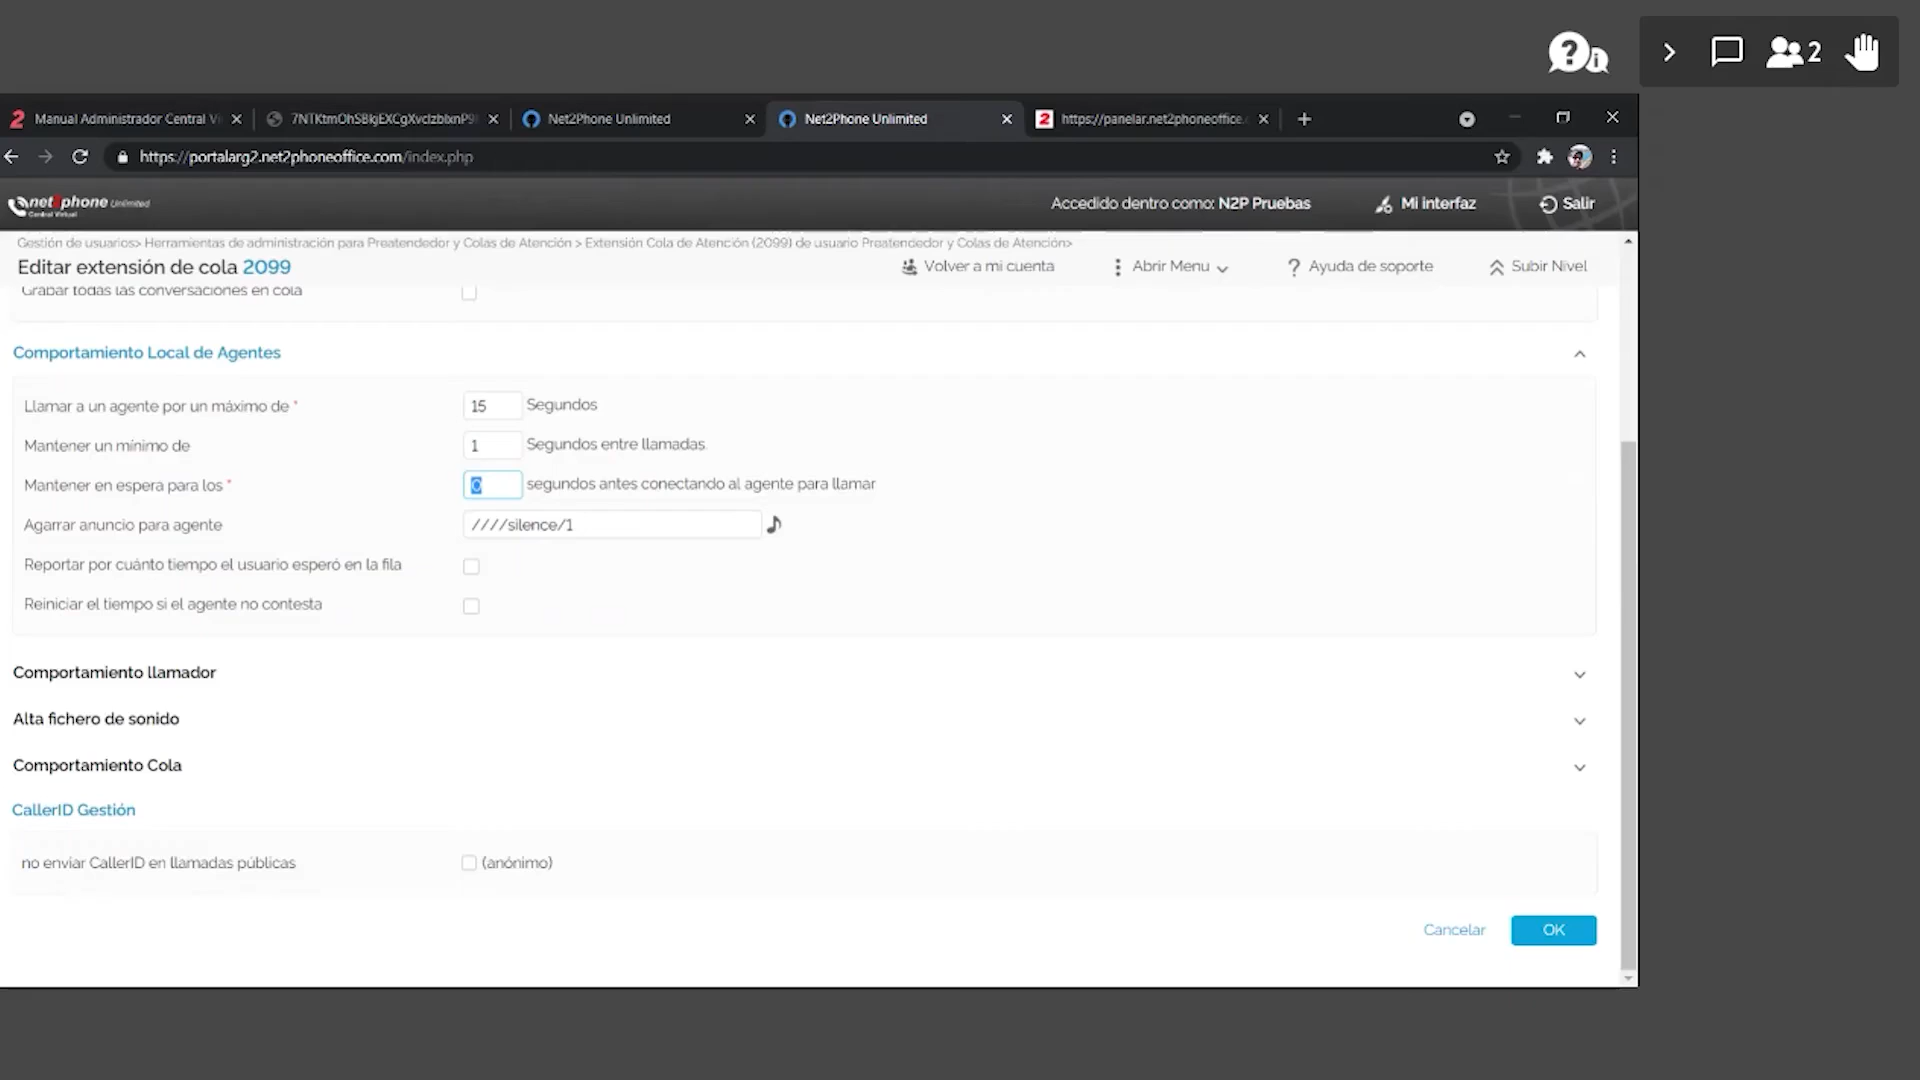 2
Manual Administrador Central Vi
Net2Phone Unlimited
Net2Phone Unlimited
https://panelar.net2phoneoffice.c
https://portalarg2.net2phoneoffice.com/index.php
net2phone Unlimited
Central Virtual
Accedido dentro como: N2P Pruebas
Mi interfaz
Salir
Gestión de usuarios> Herramientas de administración para Preatendedor y Colas de Atención > Extensión Cola de Atención (2099) de usuario Preatendedor y Colas de Atención>
Editar extensión de cola 2099
Volver a mi cuenta
Abrir Menu
Ayuda de soporte
Subir Nivel
Grabar todas las conversaciones en cola
Comportamiento Local de Agentes
Llamar a un agente por un máximo de * 15 Segundos
Mantener un mínimo de 1 Segundos entre llamadas.
Mantener en espera para los * 0 segundos antes conectando al agente para llamar
Agarrar anuncio para agente ////silence/1
Reportar por cuánto tiempo el usuario esperó en la fila
Reiniciar el tiempo si el agente no contesta
Comportamiento llamador
Alta fichero de sonido
Comportamiento Cola
CallerID Gestión
no enviar CallerID en llamadas públicas (anónimo)
Cancelar
OK